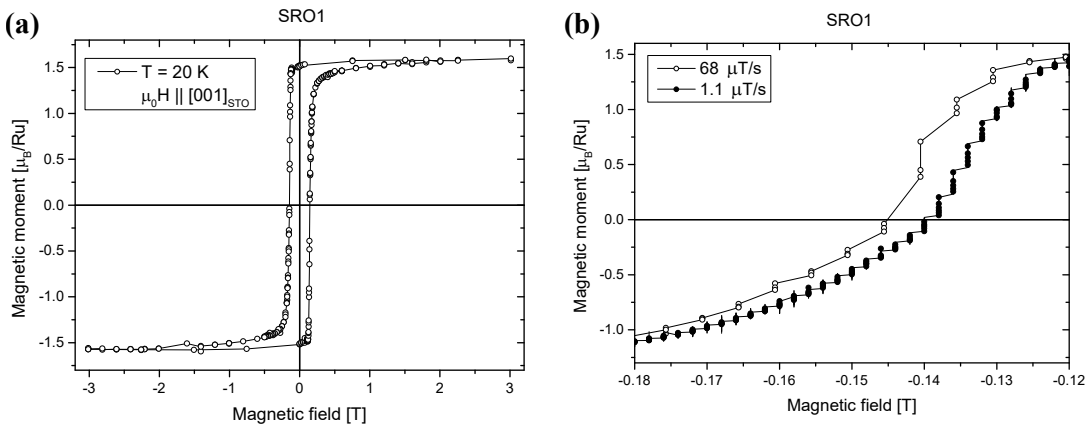 (a)
SRO1
T = 20 K
μ₀H || [001]STO
Magnetic moment [μB/Ru]
1.5
1.0
0.5
0.0
-0.5
-1.0
-1.5
-3 -2 -1 0 1 2 3
Magnetic field [T]
(b)
SRO1
68 μT/s
1.1 μT/s
Magnetic moment [μB/Ru]
1.5
1.0
0.5
0.0
-0.5
-1.0
-0.18 -0.17 -0.16 -0.15 -0.14 -0.13 -0.12
Magnetic field [T]